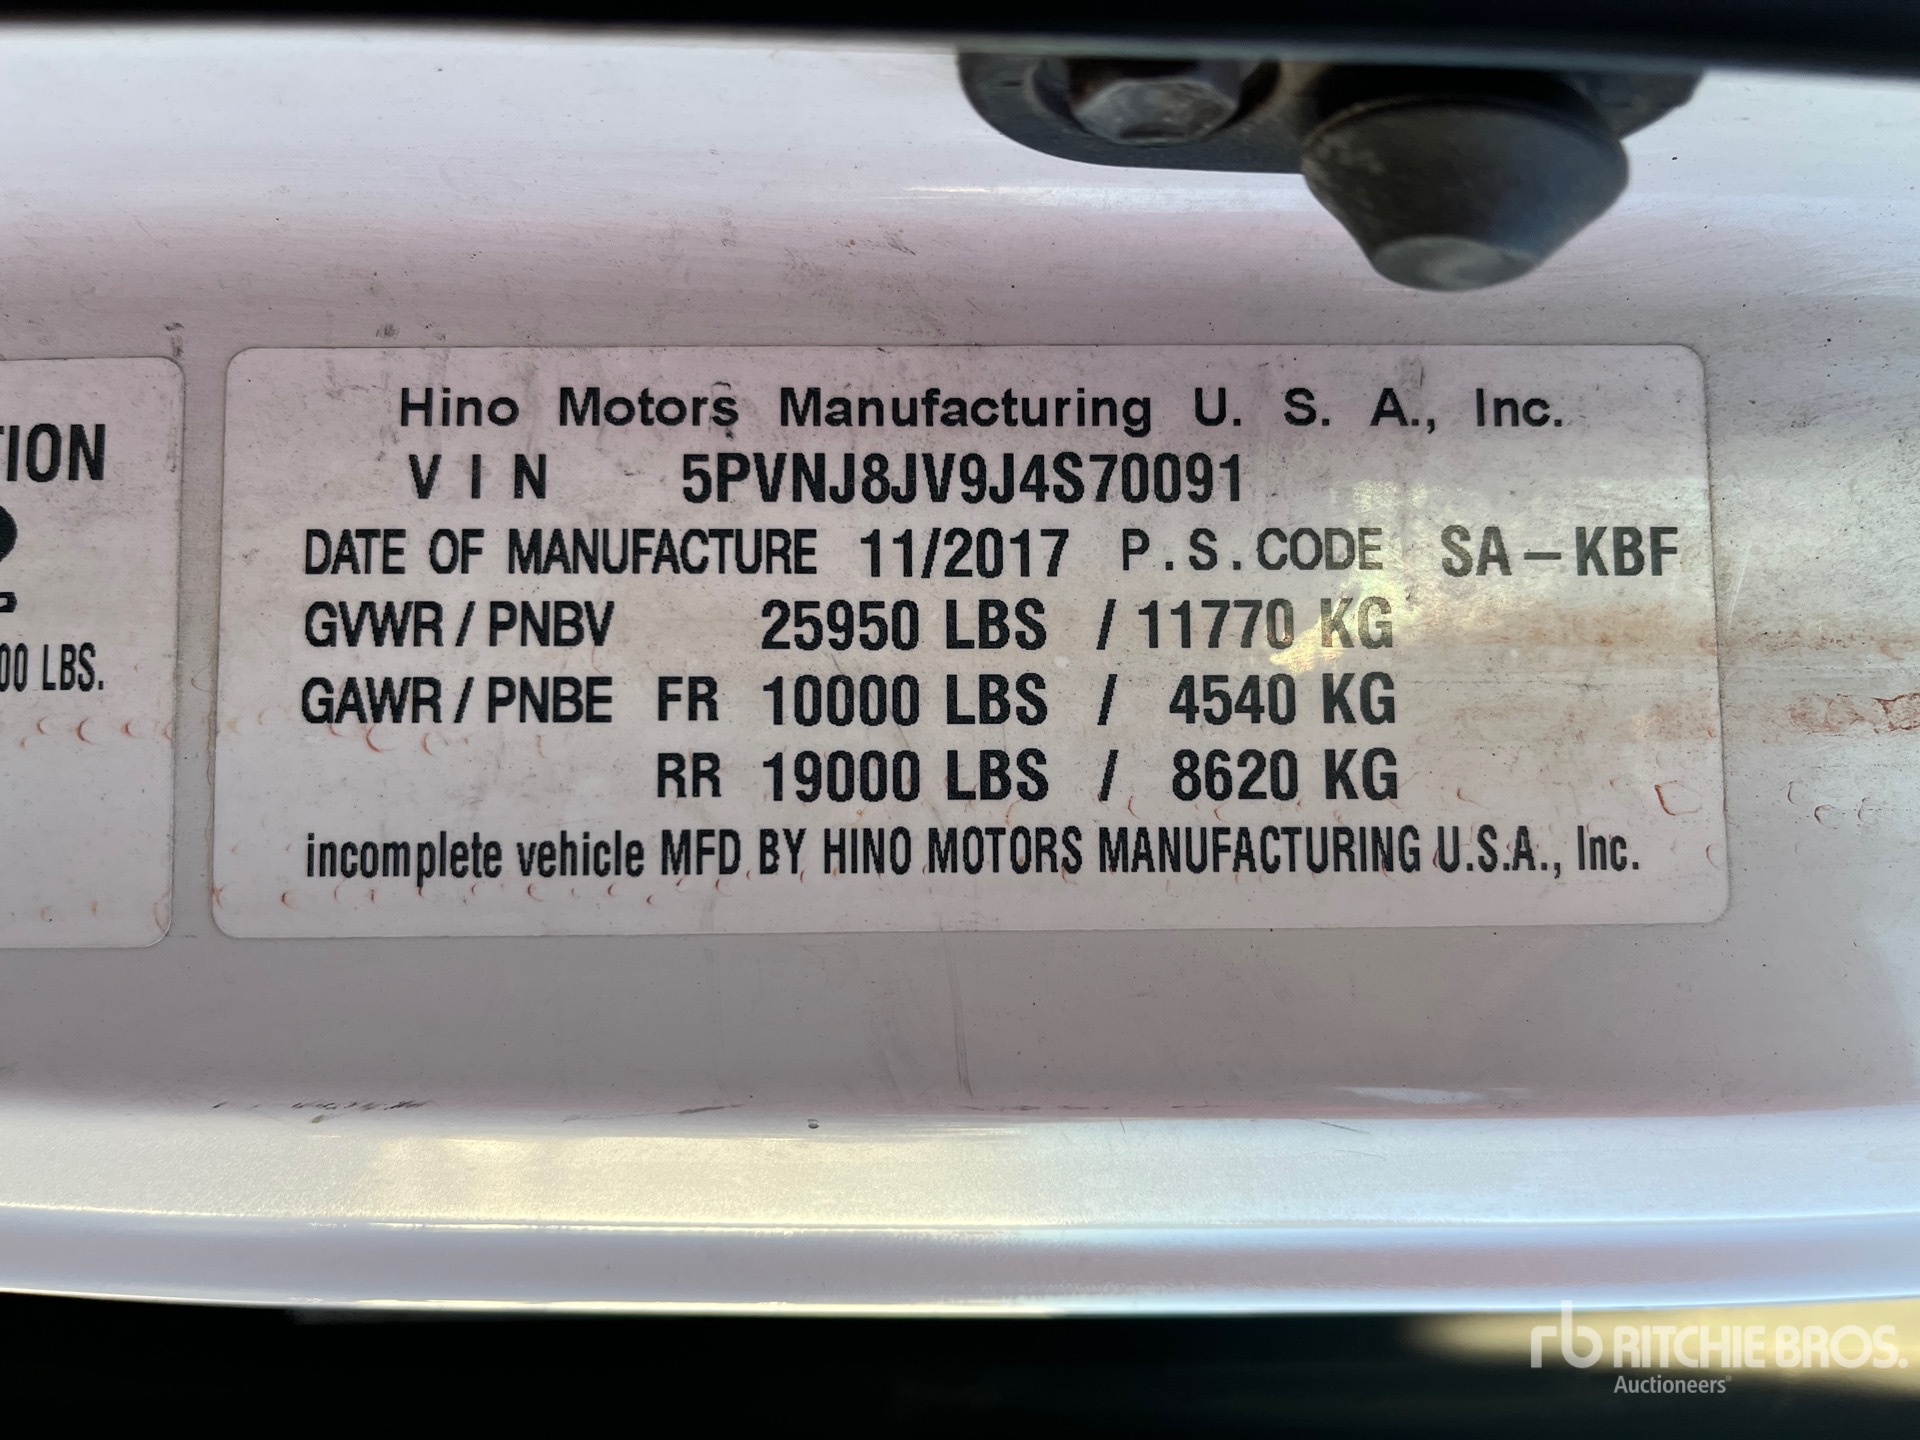 TION
00 LBS.
Hino Motors Manufacturing U. S. A., Inc.
VIN 5PVNJ8JV9J4S70091
DATE OF MANUFACTURE 11/2017 P.S.CODE SA-KBF
GVWR / PNBV 25950 LBS / 11770 KG
GAWR / PNBE FR 10000 LBS / 4540 KG
RR 19000 LBS / 8620 KG
incomplete vehicle MFD BY HINO MOTORS MANUFACTURING U.S.A., Inc.
rb RITCHIE BROS.
Auctioneers